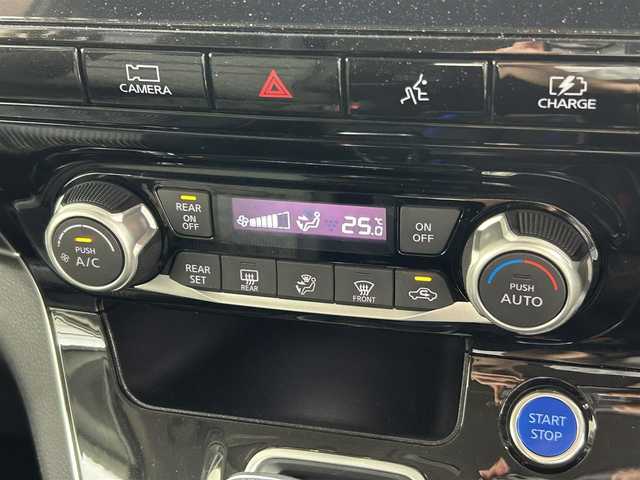 CAMERA
CHARGE
REAR
ON
OFF
25.0
°C
ON
OFF
PUSH
A/C
REAR
SET
REAR
FRONT
PUSH
AUTO
START
STOP